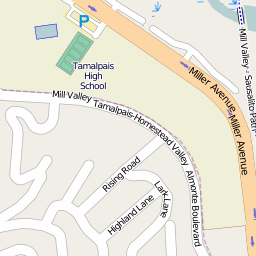 P
Tamalpais
High
School
Mill Valley - Sausalito Path
Miller Avenue
Miller Avenue
Mill Valley
Tamalpais-Homestead Valley
Almonte Boulevard
Rising Road
Lark Lane
Highland Lane